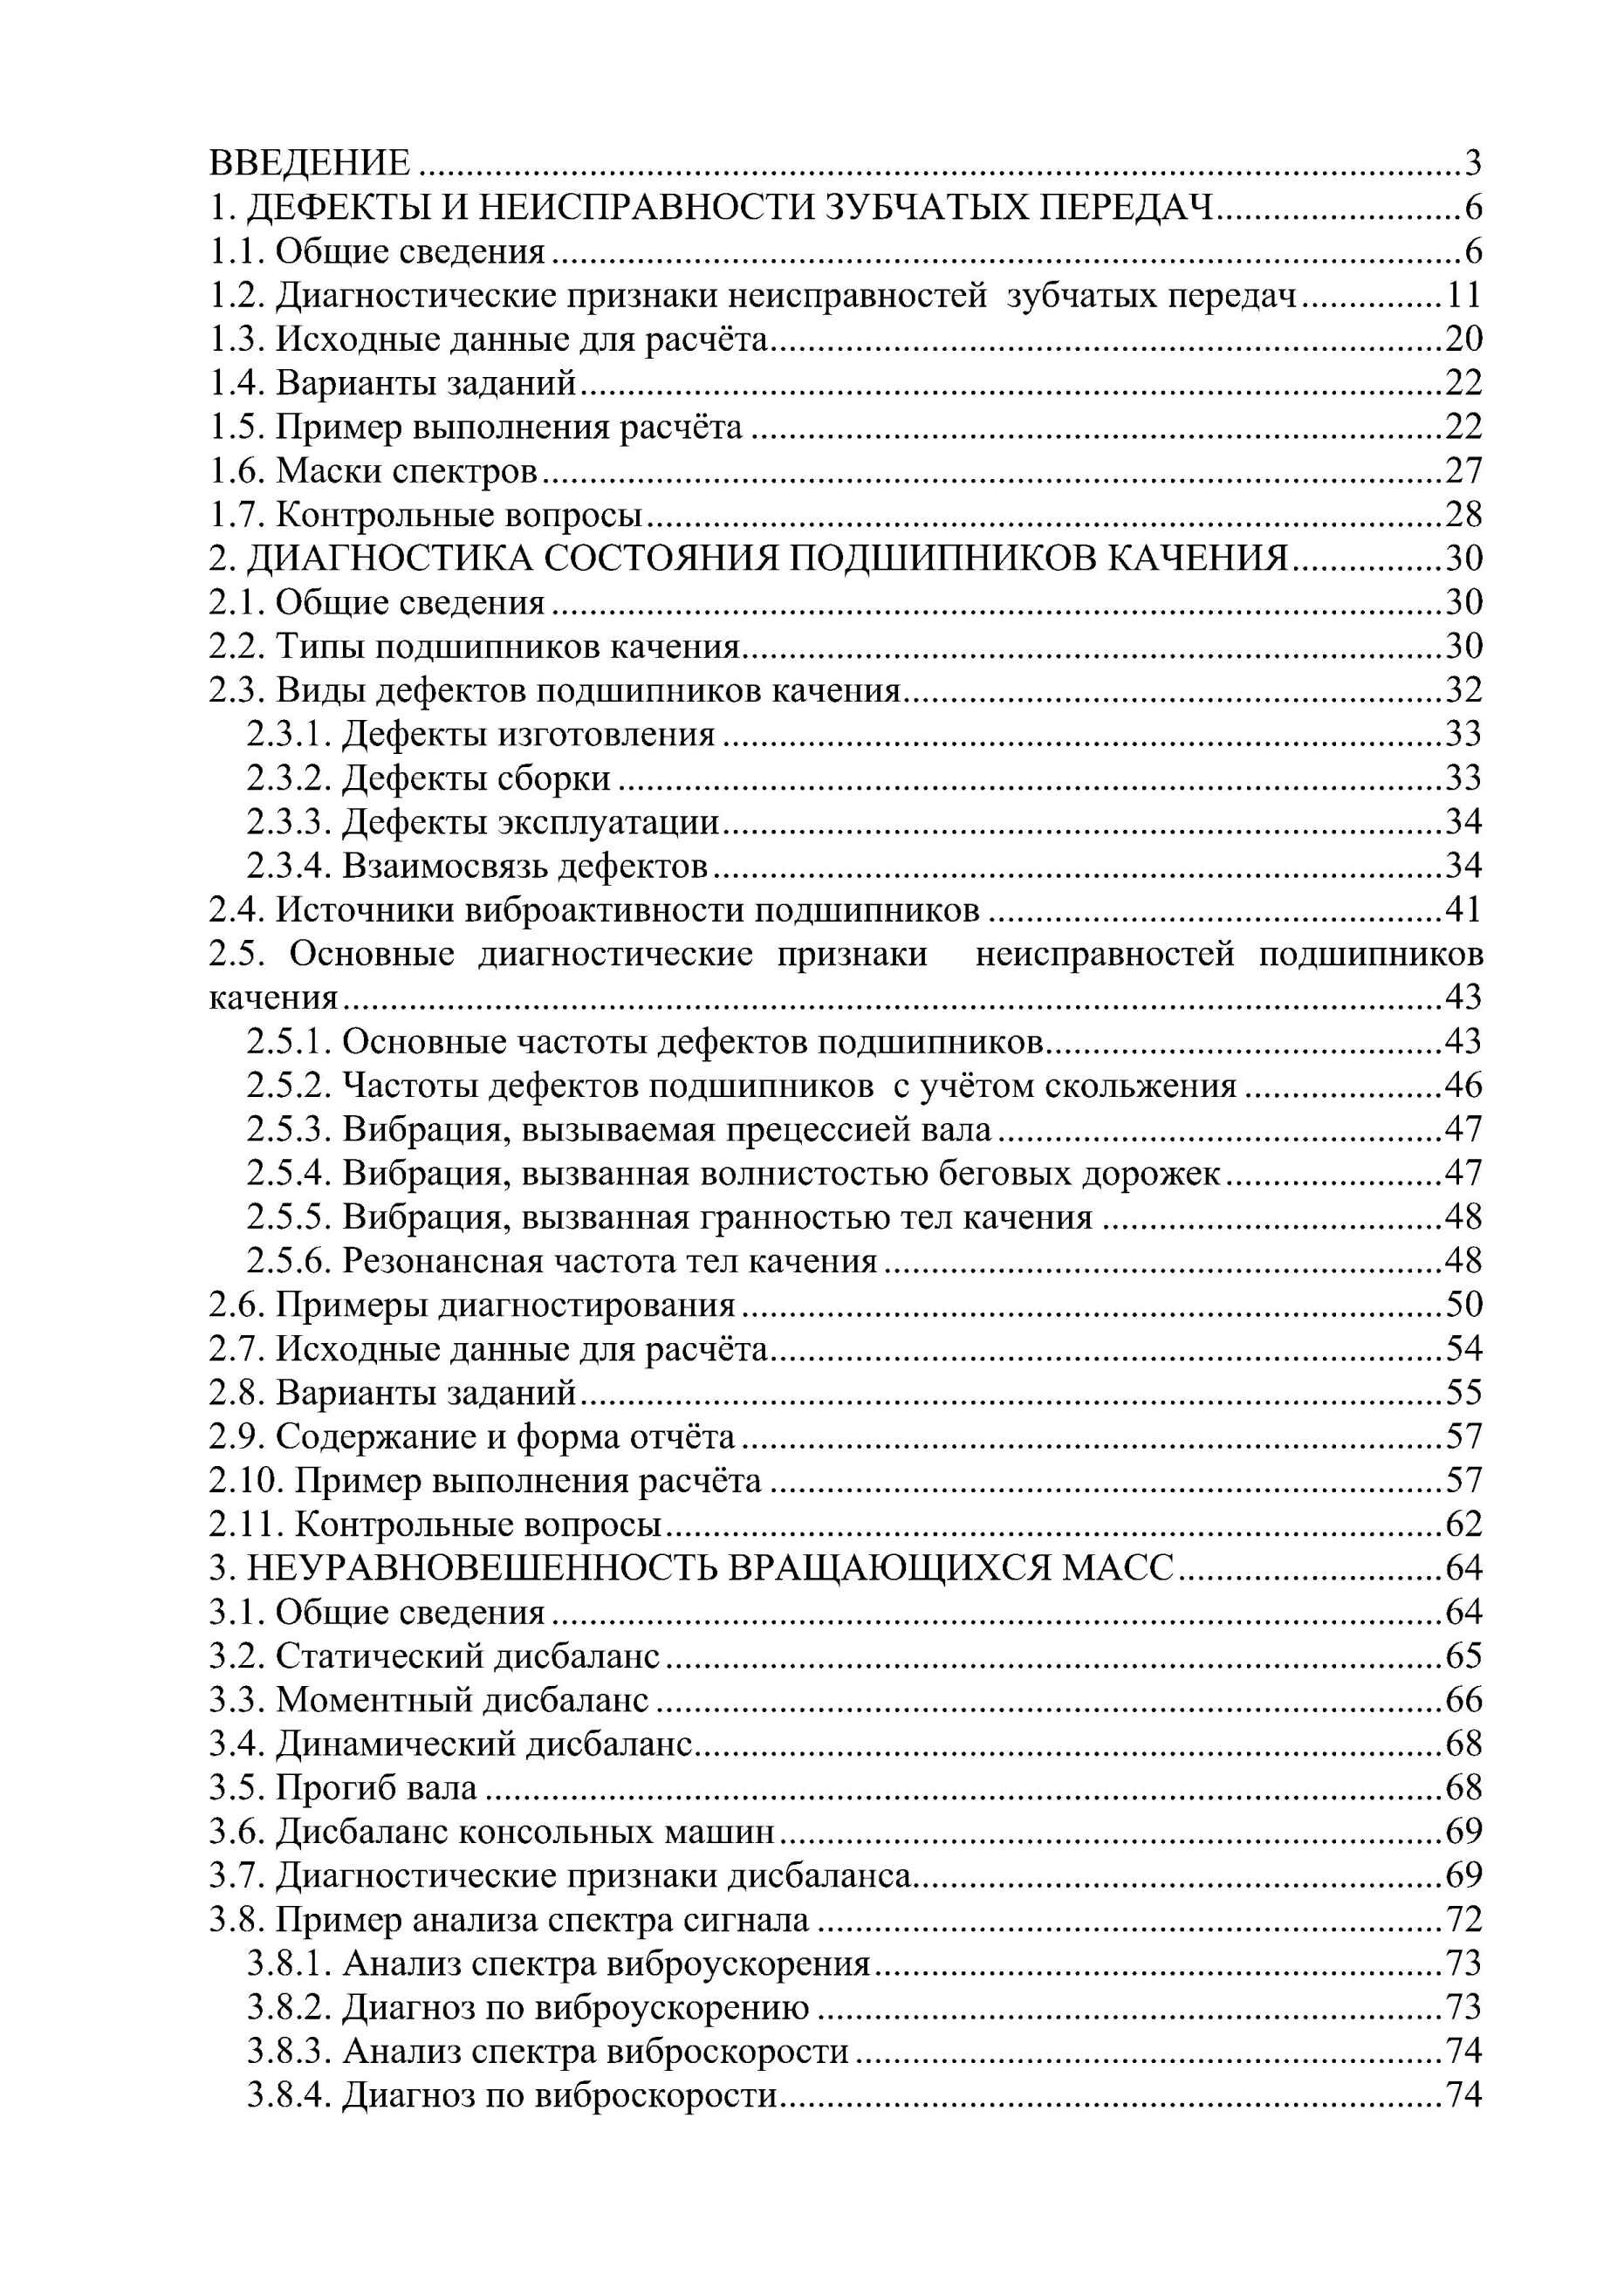 ВВЕДЕНИЕ ........ 3
1. ДЕФЕКТЫ И НЕИСПРАВНОСТИ ЗУБЧАТЫХ ПЕРЕДАЧ ........ 6
1.1. Общие сведения ........ 6
1.2. Диагностические признаки неисправностей зубчатых передач ........ 11
1.3. Исходные данные для расчёта ........ 20
1.4. Варианты заданий ........ 22
1.5. Пример выполнения расчёта ........ 22
1.6. Маски спектров ........ 27
1.7. Контрольные вопросы ........ 28
2. ДИАГНОСТИКА СОСТОЯНИЯ ПОДШИПНИКОВ КАЧЕНИЯ ........ 30
2.1. Общие сведения ........ 30
2.2. Типы подшипников качения ........ 30
2.3. Виды дефектов подшипников качения ........ 32
2.3.1. Дефекты изготовления ........ 33
2.3.2. Дефекты сборки ........ 33
2.3.3. Дефекты эксплуатации ........ 34
2.3.4. Взаимосвязь дефектов ........ 34
2.4. Источники виброактивности подшипников ........ 41
2.5. Основные диагностические признаки неисправностей подшипников
качения ........ 43
2.5.1. Основные частоты дефектов подшипников ........ 43
2.5.2. Частоты дефектов подшипников с учётом скольжения ........ 46
2.5.3. Вибрация, вызываемая прецессией вала ........ 47
2.5.4. Вибрация, вызванная волнистостью беговых дорожек ........ 47
2.5.5. Вибрация, вызванная гранностью тел качения ........ 48
2.5.6. Резонансная частота тел качения ........ 48
2.6. Примеры диагностирования ........ 50
2.7. Исходные данные для расчёта ........ 54
2.8. Варианты заданий ........ 55
2.9. Содержание и форма отчёта ........ 57
2.10. Пример выполнения расчёта ........ 57
2.11. Контрольные вопросы ........ 62
3. НЕУРАВНОВЕШЕННОСТЬ ВРАЩАЮЩИХСЯ МАСС ........ 64
3.1. Общие сведения ........ 64
3.2. Статический дисбаланс ........ 65
3.3. Моментный дисбаланс ........ 66
3.4. Динамический дисбаланс ........ 68
3.5. Прогиб вала ........ 68
3.6. Дисбаланс консольных машин ........ 69
3.7. Диагностические признаки дисбаланса ........ 69
3.8. Пример анализа спектра сигнала ........ 72
3.8.1. Анализ спектра виброускорения ........ 73
3.8.2. Диагноз по виброускорению ........ 73
3.8.3. Анализ спектра виброскорости ........ 74
3.8.4. Диагноз по виброскорости ........ 74